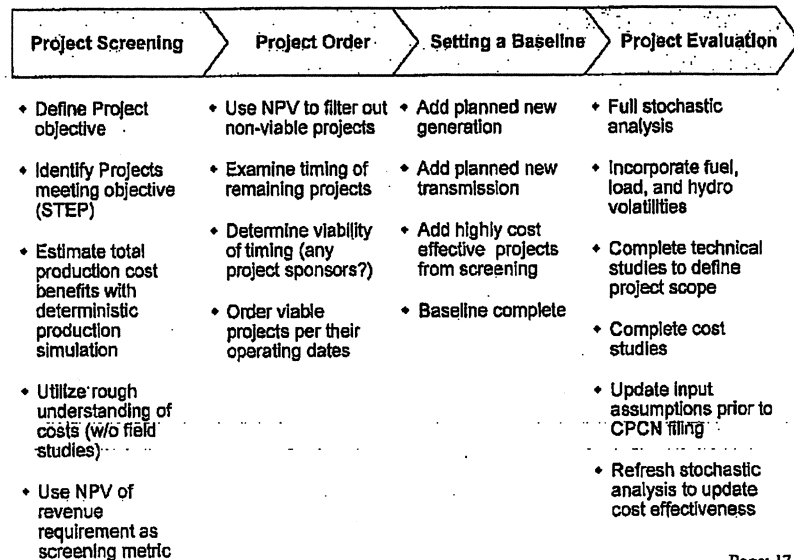 Project Screening
Project Order
Setting a Baseline
Project Evaluation
♦ Define Project
objective
♦ Identify Projects
meeting objective
(STEP)
♦ Estimate total
production cost
benefits with
deterministic
production
simulation
♦ Utilize rough
understanding of
costs (w/o field
studies)
♦ Use NPV of
revenue
requirement as
screening metric
♦ Use NPV to filter out
non-viable projects
♦ Examine timing of
remaining projects
♦ Determine viability
of timing (any
project sponsors?)
♦ Order viable
projects per their
operating dates
♦ Add planned new
generation
♦ Add planned new
transmission
♦ Add highly cost
effective projects
from screening
♦ Baseline complete
♦ Full stochastic
analysis
♦ Incorporate fuel,
load, and hydro
volatilities
♦ Complete technical
studies to define
project scope
♦ Complete cost
studies
♦ Update input
assumptions prior to
CPCN filing
♦ Refresh stochastic
analysis to update
cost effectiveness